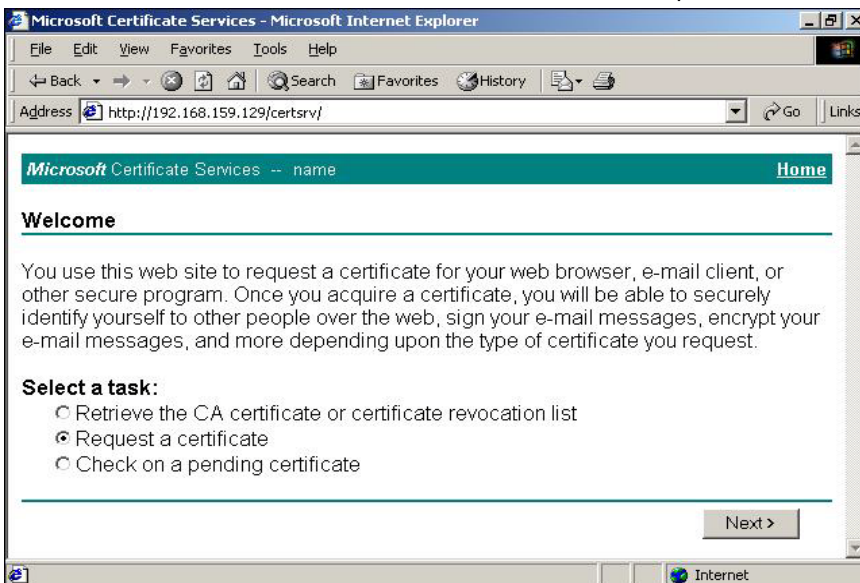 Microsoft Certificate Services - Microsoft Internet Explorer
File Edit View Favorites Tools Help
Back Search Favorites History
Address http://192.168.159.129/certsrv/ Go Links
Microsoft Certificate Services -- name Home
Welcome
You use this web site to request a certificate for your web browser, e-mail client, or
other secure program. Once you acquire a certificate, you will be able to securely
identify yourself to other people over the web, sign your e-mail messages, encrypt your
e-mail messages, and more depending upon the type of certificate you request.
Select a task:
Retrieve the CA certificate or certificate revocation list
Request a certificate
Check on a pending certificate
Next >
Internet